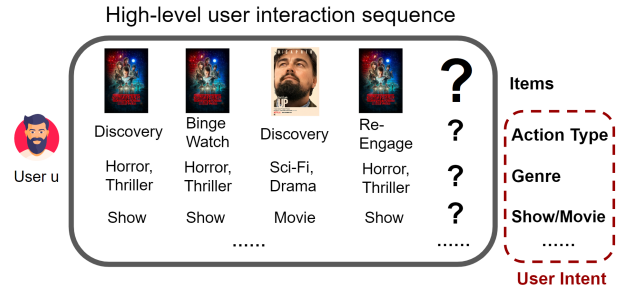 High-level user interaction sequence
Items
Discovery
Binge
Watch
Discovery
Re-
Engage
?
?
Action Type
User u
Horror,
Thriller
Horror,
Thriller
Sci-Fi,
Drama
Horror,
Thriller
?
Genre
Show
Show
Movie
Show
?
Show/Movie
......
......
......
User Intent
UP